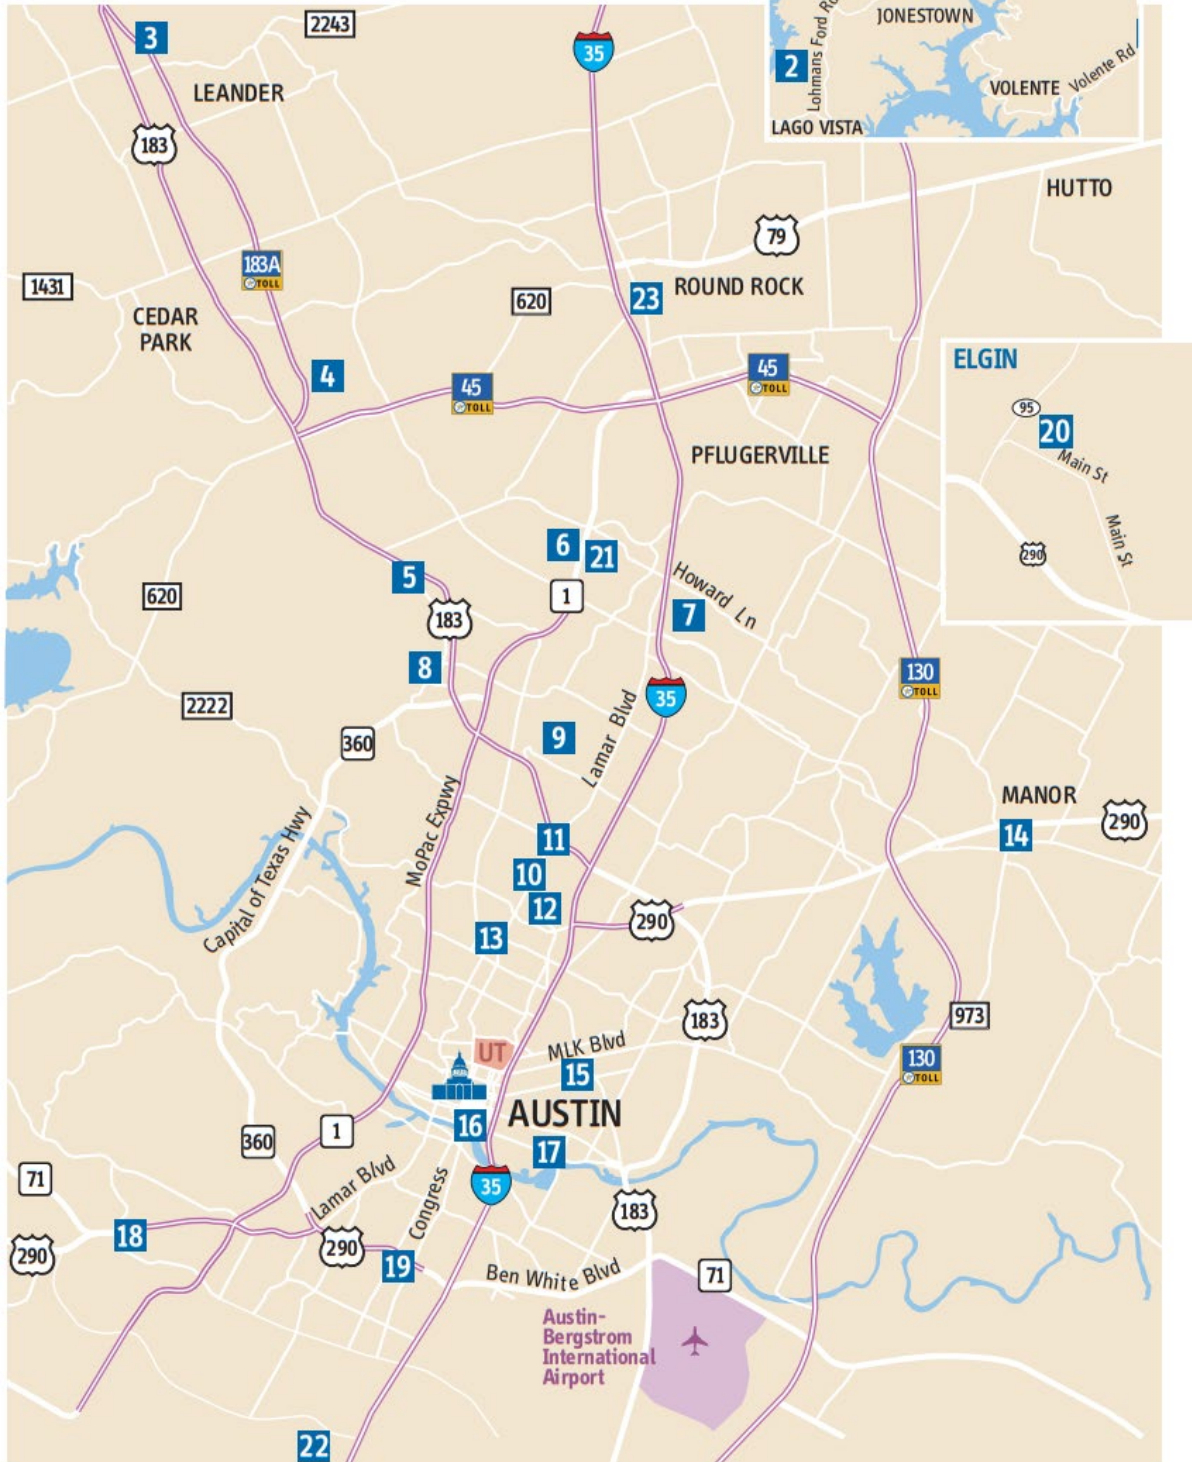 3
2243
35
JONESTOWN
Lohmans Ford
2
VOLENTE
Volente Rd
LAGO VISTA
LEANDER
183
HUTTO
79
183A
TOLL
1431
620
23
ROUND ROCK
CEDAR
PARK
4
45
TOLL
45
TOLL
ELGIN
95
20
Main St
Main St
290
PFLUGERVILLE
6
21
5
1
Howard Ln
7
620
183
8
130
TOLL
2222
35
360
9
Lamar Blvd
MoPac Expwy
MANOR
290
14
11
10
12
Capital of Texas Hwy
290
13
183
973
UT
MLK Blvd
15
130
TOLL
16
AUSTIN
1
360
17
71
Lamar Blvd
Congress
35
183
18
290
290
19
Ben White Blvd
71
Austin-
Bergstrom
International
Airport
22